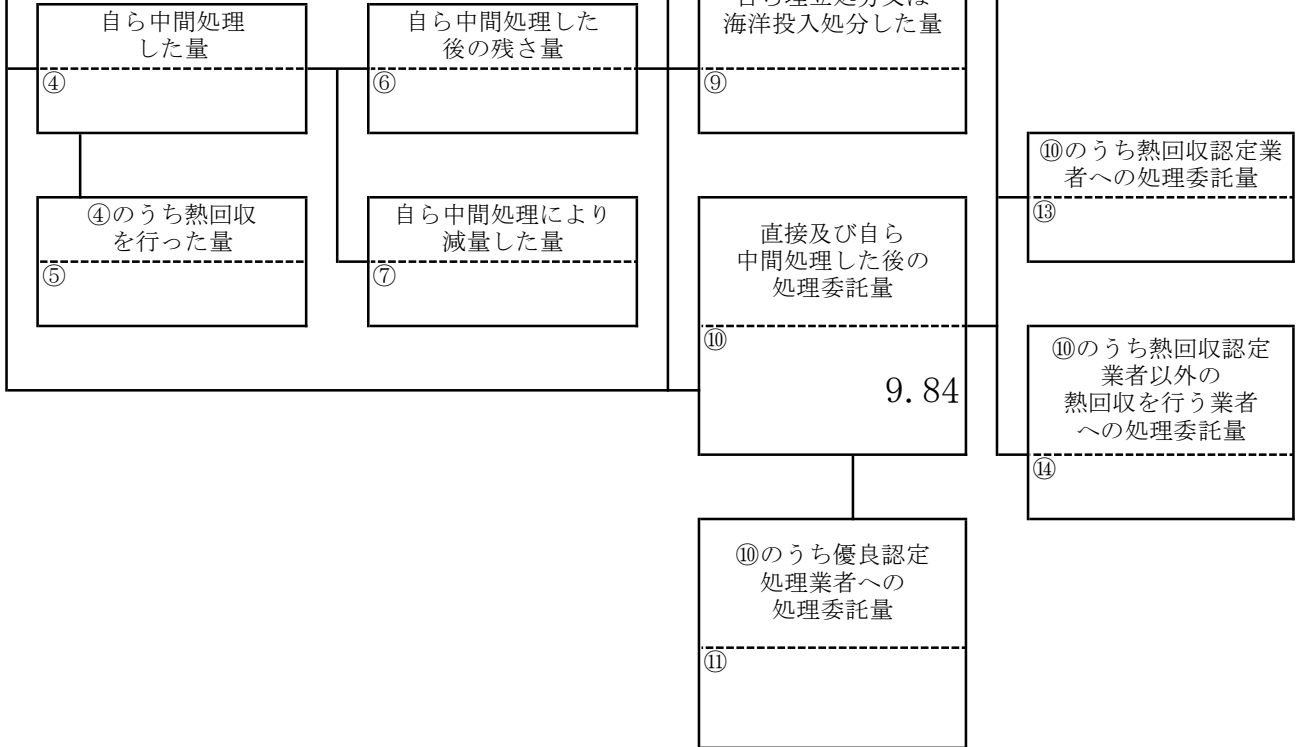 自ら中間処理
した量
④
自ら中間処理した
後の残さ量
⑥
海洋投入処分した量
⑨
⑩のうち熱回収認定業
者への処理委託量
⑬
④のうち熱回収
を行った量
⑤
自ら中間処理により
減量した量
⑦
直接及び自ら
中間処理した後の
処理委託量
⑩
9.84
⑩のうち熱回収認定
業者以外の
熱回収を行う業者
への処理委託量
⑭
⑩のうち優良認定
処理業者への
処理委託量
⑪